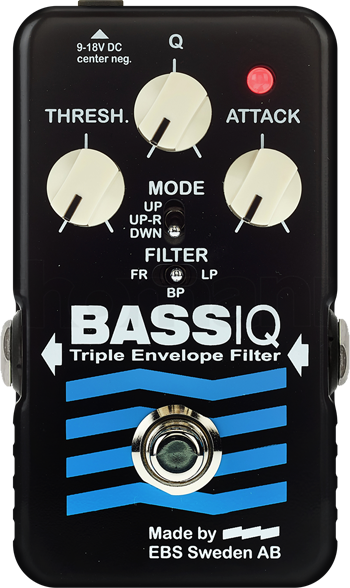 9-18V DC
center neg.
Q
THRESH. ATTACK
MODE
UP
UP-R
DWN
FILTER
FR LP
BP
BASSIQ
Triple Envelope Filter
Made by
EBS Sweden AB